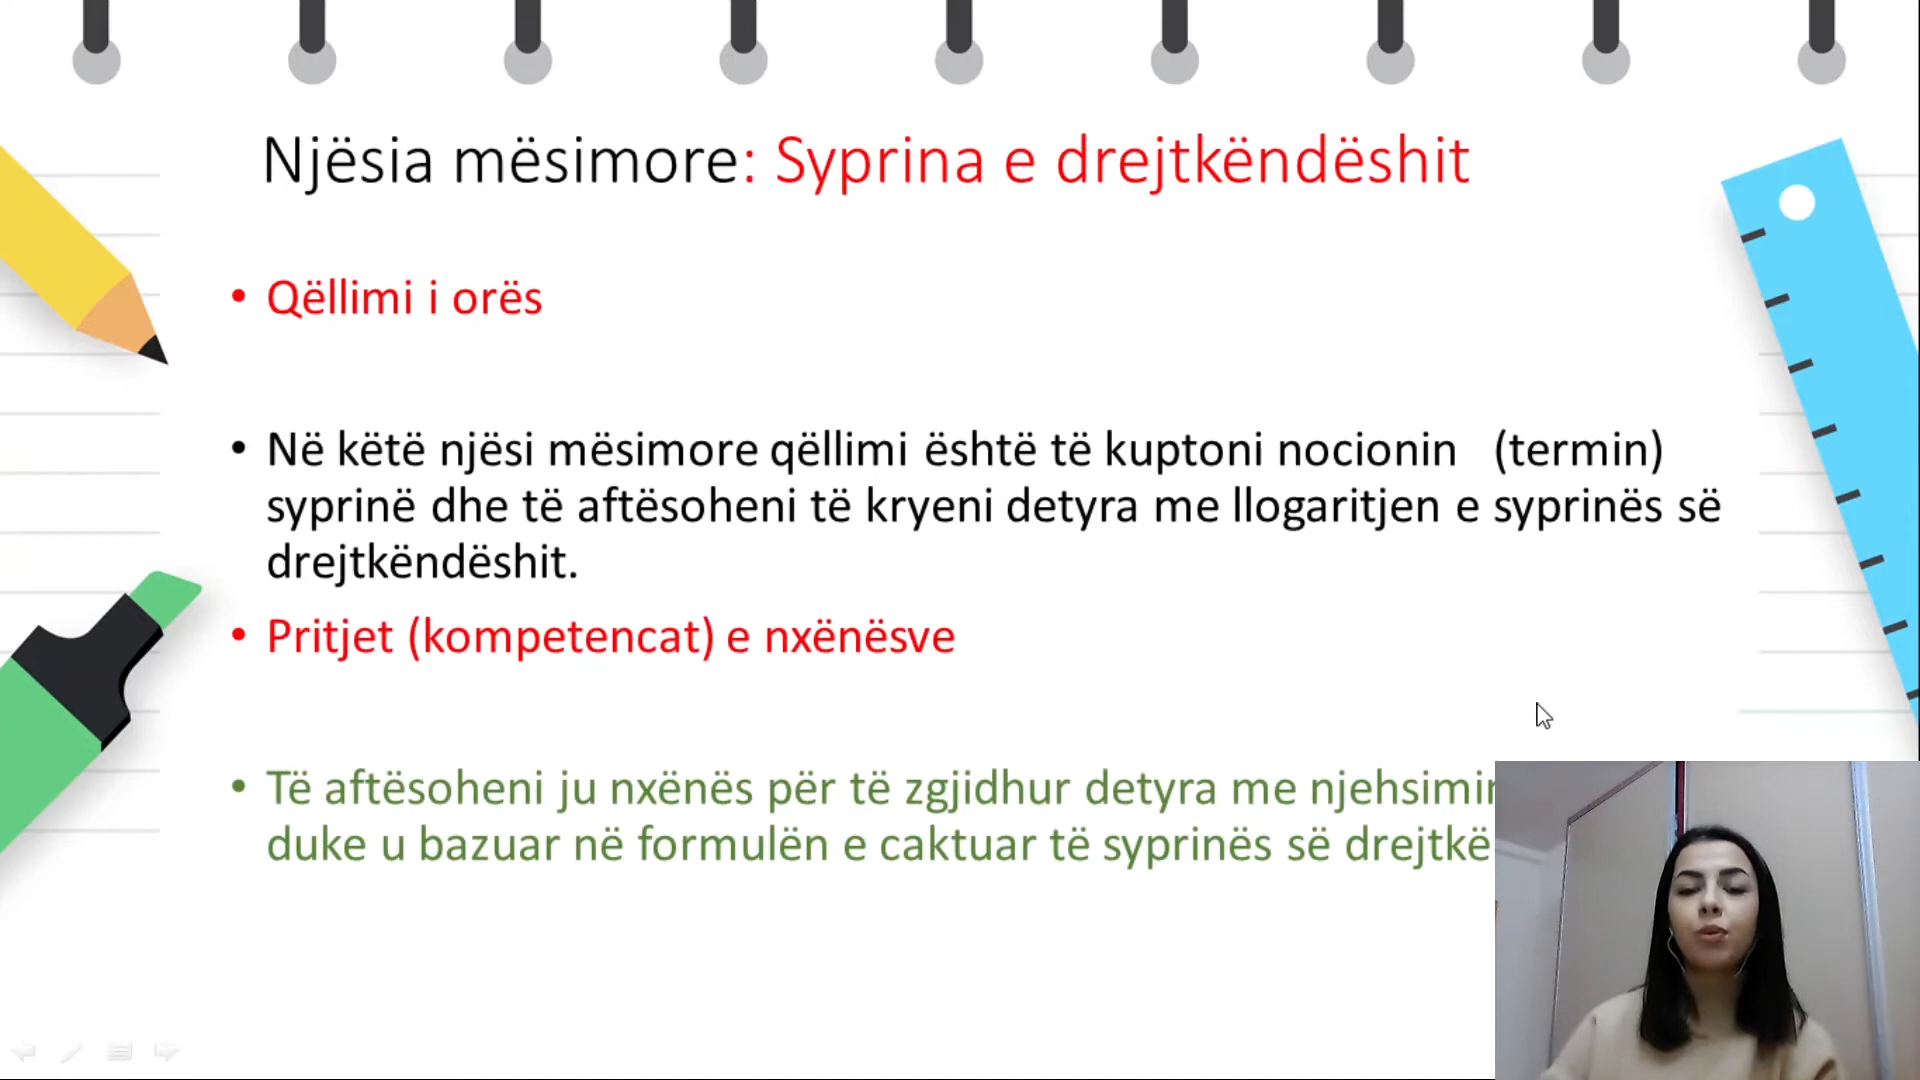 Njësia mësimore: Syprina e drejtkëndëshit
• Qëllimi i orës
• Në këtë njësi mësimore qëllimi është të kuptoni nocionin (termin)
syprinë dhe të aftësoheni të kryeni detyra me llogaritjen e syprinës së
drejtkëndëshit.
• Pritjet (kompetencat) e nxënësve
• Të aftësoheni ju nxënës për të zgjidhur detyra me
duke u bazuar në formulën e caktuar të syprinës së